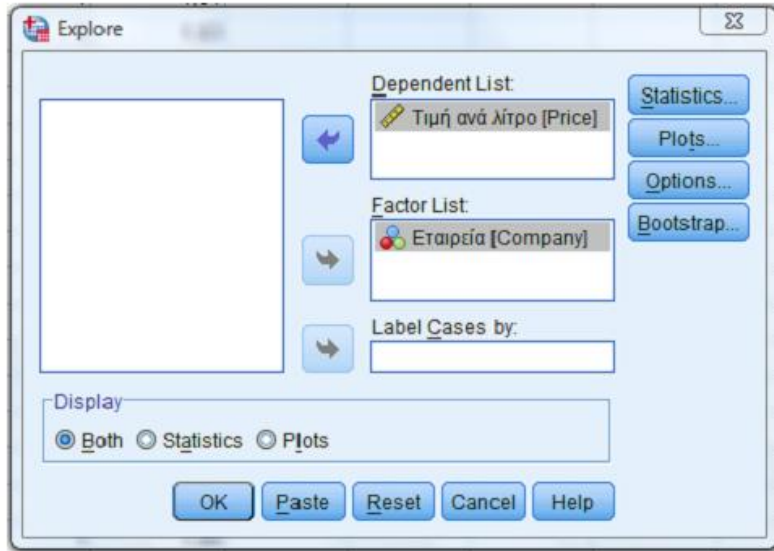 Explore
Dependent List:
Τιμή ανά λίτρο [Price]
Factor List:
Εταιρεία [Company]
Label Cases by:
Statistics...
Plots...
Options...
Bootstrap...
Display
Both Statistics Plots
OK Paste Reset Cancel Help